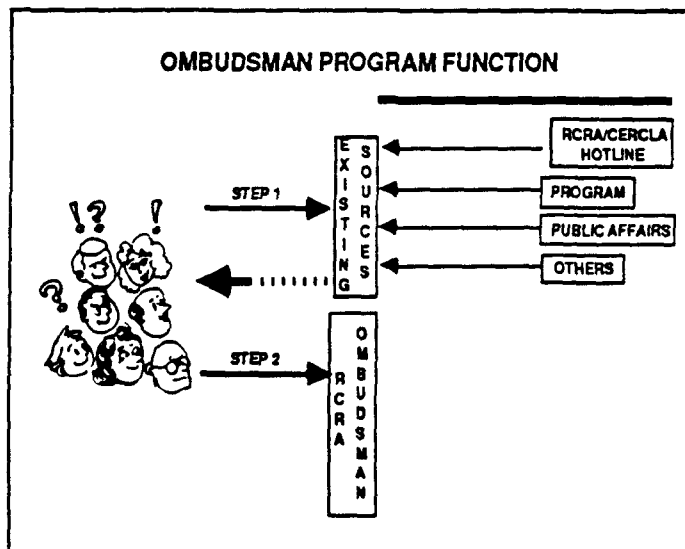 OMBUDSMAN PROGRAM FUNCTION
!? !
?
STEP 1
EXISTING
SOURCES
RCRA/CERCLA
HOTLINE
PROGRAM
PUBLIC AFFAIRS
OTHERS
STEP 2
RCRA
OMBUDSMAN